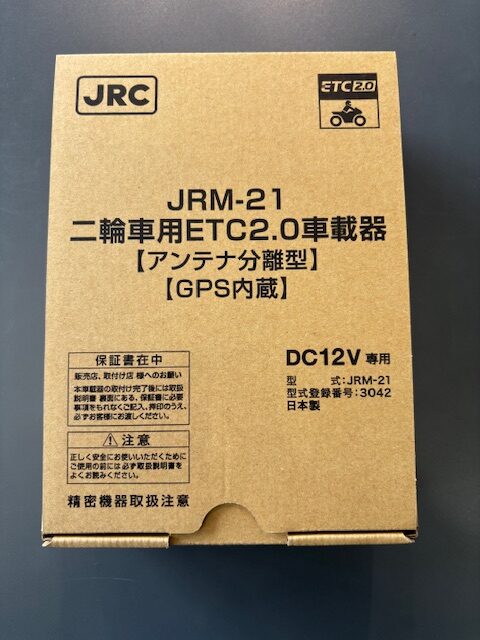 JRC
ETC2.0
JRM-21
二輪車用ETC2.0車載器
【アンテナ分離型】
【GPS内蔵】
保証書在中
販売店、取付け店 様へのお願い
本車載器の取付け完了後には取扱
説明書 裏面にある、保証書に必要
事項をもれなくご記入、押印のうえ、
必ずお客様にお渡しください。
注意
正しく安全にお使いいただくために
ご使用の前には必ず取扱説明書を
よくお読みください。
精密機器取扱注意
DC12V 専用
型 式:JRM-21
型式登録番号:3042
日本製